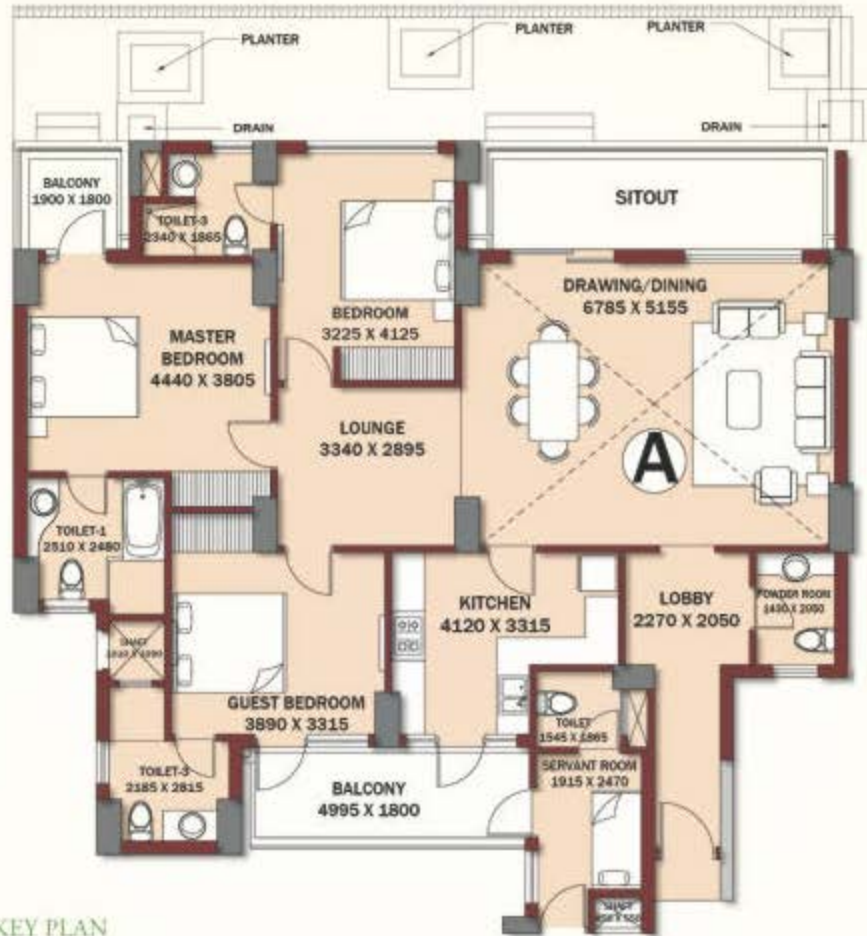 PLANTER
PLANTER
PLANTER
DRAIN
DRAIN
BALCONY
1900 X 1800
TOILET-3
2340 X 1865
SITOUT
BEDROOM
3225 X 4125
DRAWING/DINING
6785 X 5155
MASTER
BEDROOM
4440 X 3805
LOUNGE
3340 X 2895
A
TOILET-1
2510 X 2480
KITCHEN
4120 X 3315
LOBBY
2270 X 2050
POWDER ROOM
1430 X 2050
SHAFT
GUEST BEDROOM
3890 X 3315
TOILET
1545 X 1865
SERVANT ROOM
1915 X 2470
TOILET-3
2185 X 2815
BALCONY
4995 X 1800
SHAFT
KEY PLAN